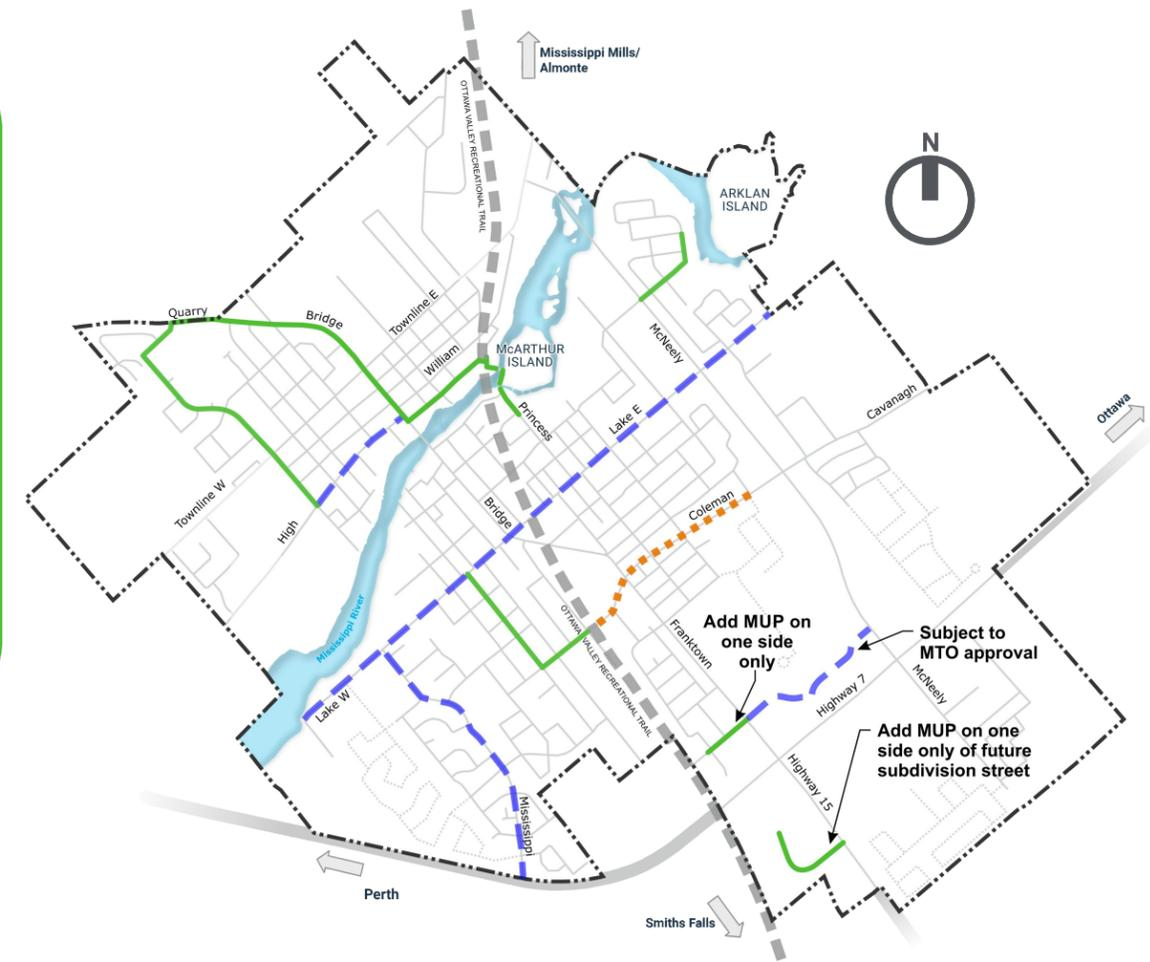 Mississippi Mills/
Almonte
OTTAWA VALLEY RECREATIONAL TRAIL
N
ARKLAN
ISLAND
Quarry
Bridge
Townline E
William
McARTHUR
ISLAND
McNeely
Princess
Lake E
Cavanagh
Ottawa
Townline W
High
Bridge
Coleman
Mississippi River
OTTAWA VALLEY RECREATIONAL TRAIL
Franktown
Add MUP on
one side
only
Subject to
MTO approval
McNeely
Highway 7
Lake W
Add MUP on one
side only of future
subdivision street
Highway 15
Mississippi
Perth
Smiths Falls